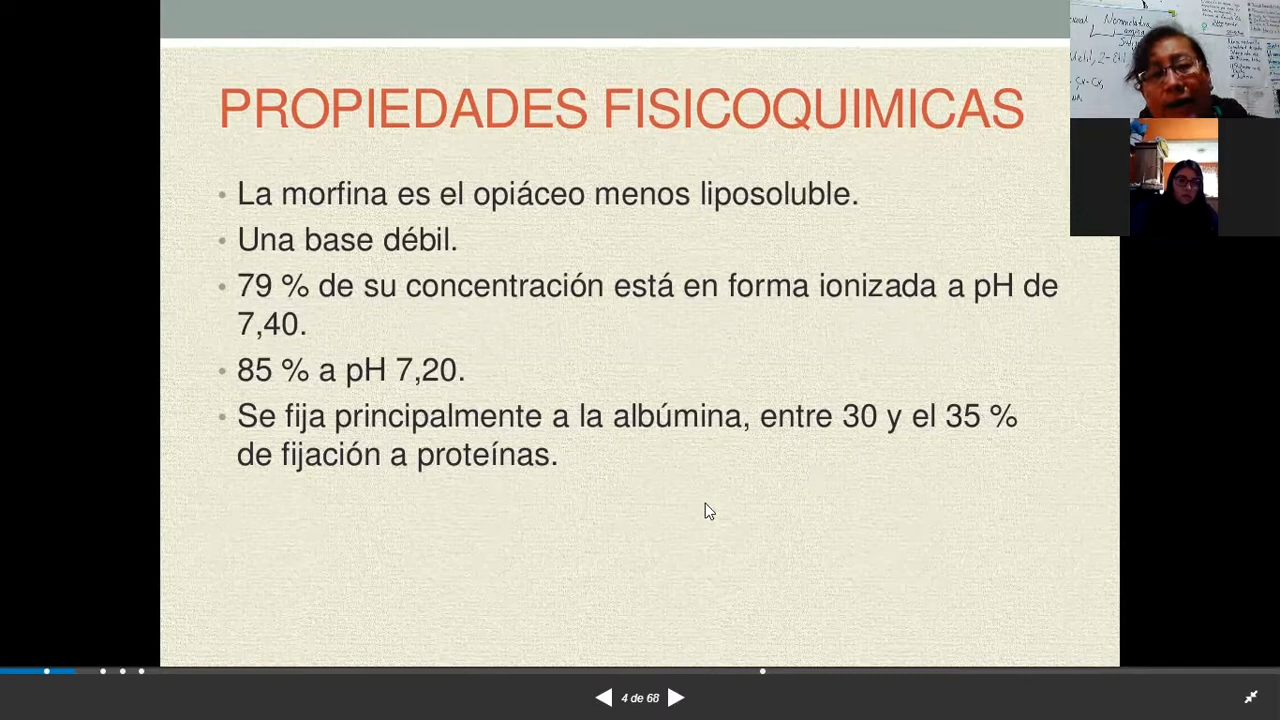 PROPIEDADES FISICOQUIMICAS
• La morfina es el opiáceo menos liposoluble.
• Una base débil.
• 79 % de su concentración está en forma ionizada a pH de
7,40.
• 85 % a pH 7,20.
• Se fija principalmente a la albúmina, entre 30 y el 35 %
de fijación a proteínas.
Nomenclatura
4 de 68